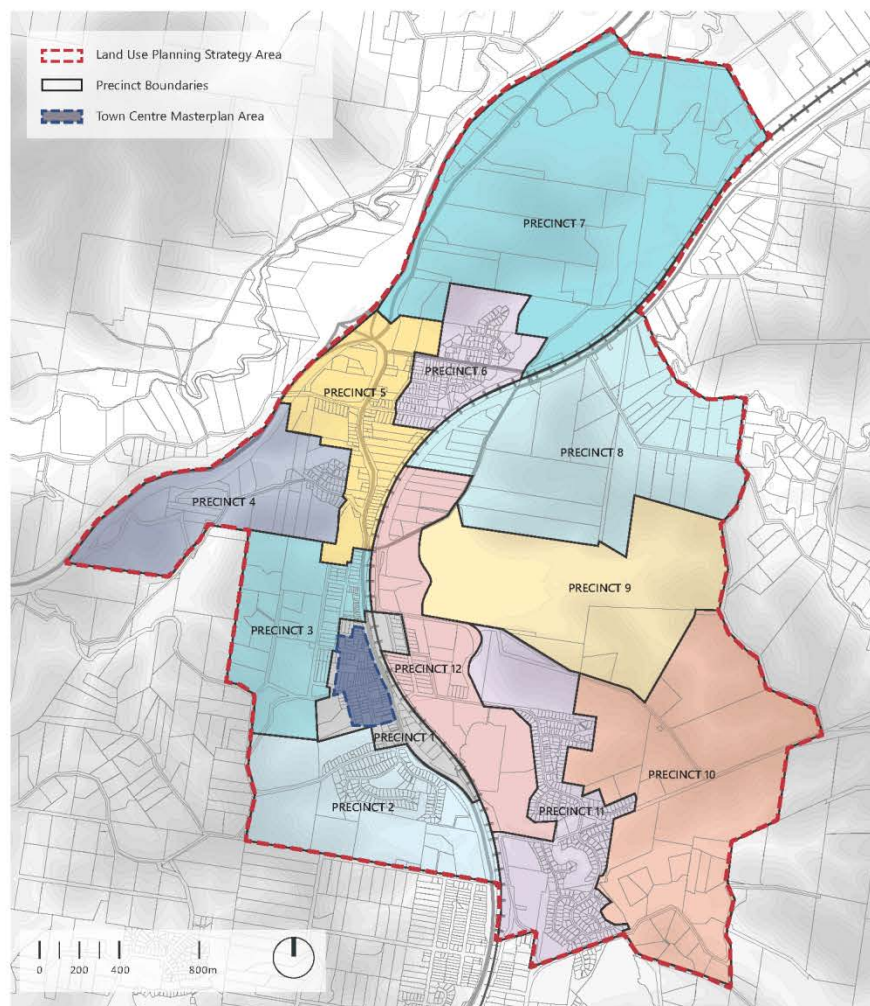 Land Use Planning Strategy Area
Precinct Boundaries
Town Centre Masterplan Area
PRECINCT 7
PRECINCT 6
PRECINCT 5
PRECINCT 8
PRECINCT 4
PRECINCT 9
PRECINCT 3
PRECINCT 12
PRECINCT 1
PRECINCT 10
PRECINCT 2
PRECINCT 11
0 200 400 800m